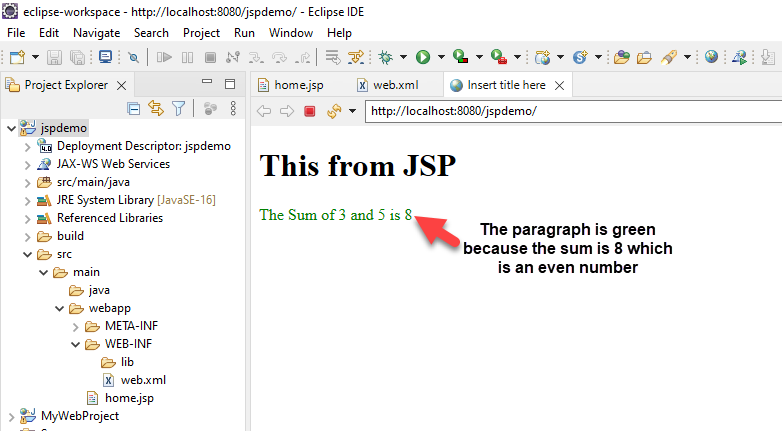 eclipse-workspace - http://localhost:8080/jspdemo/ - Eclipse IDE
File Edit Navigate Search Project Run Window Help
Project Explorer
home.jsp
web.xml
Insert title here
http://localhost:8080/jspdemo/
jspdemo
Deployment Descriptor: jspdemo
JAX-WS Web Services
src/main/java
JRE System Library [JavaSE-16]
Referenced Libraries
build
src
main
java
webapp
META-INF
WEB-INF
lib
web.xml
home.jsp
MyWebProject
This from JSP
The Sum of 3 and 5 is 8
The paragraph is green
because the sum is 8 which
is an even number